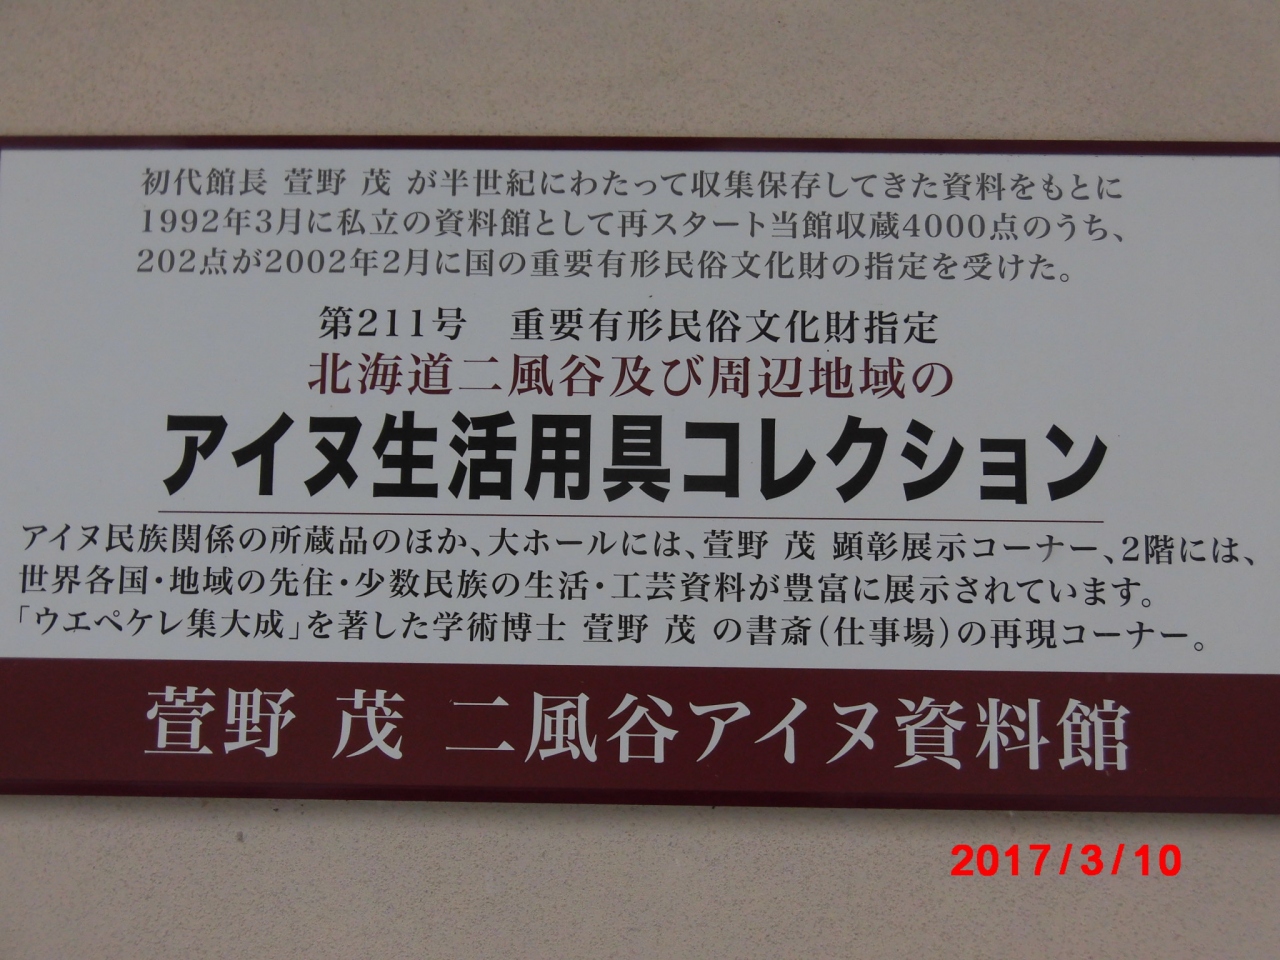 初代館長 萱野 茂 が半世紀にわたって収集保存してきた資料をもとに
1992年3月に私立の資料館として再スタート当館収蔵4000点のうち、
202点が2002年2月に国の重要有形民俗文化財の指定を受けた。
第211号 重要有形民俗文化財指定
北海道二風谷及び周辺地域の
アイヌ生活用具コレクション
アイヌ民族関係の所蔵品のほか、大ホールには、萱野 茂 顕彰展示コーナー、2階には、
世界各国・地域の先住・少数民族の生活・工芸資料が豊富に展示されています。
「ウエペケレ集大成」を著した学術博士 萱野 茂 の書斎(仕事場)の再現コーナー。
萱野 茂 二風谷アイヌ資料館
2017/3/10